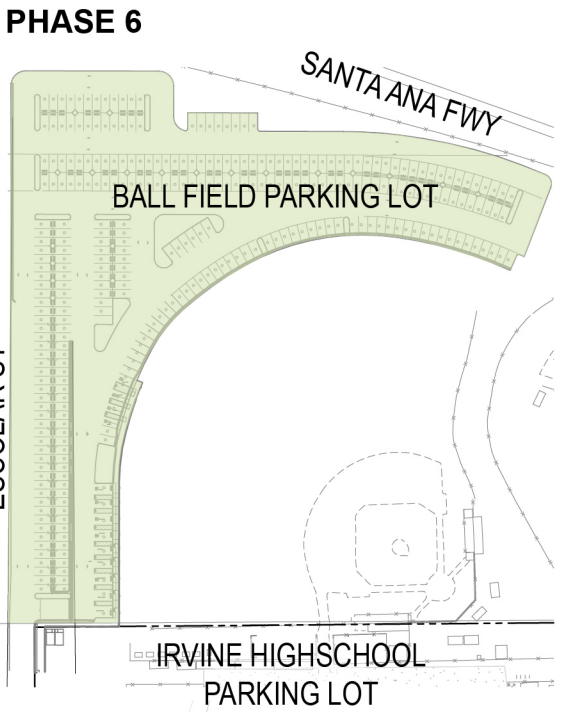 PHASE 6
SANTA ANA FWY
BALL FIELD PARKING LOT
IRVINE HIGHSCHOOL
PARKING LOT